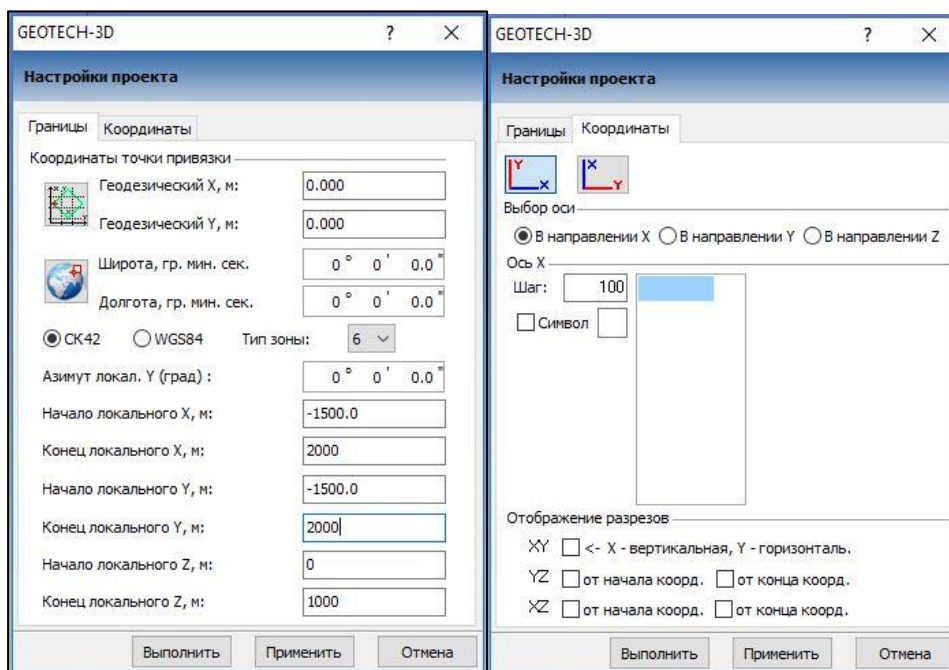 GEOTECH-3D ? ×
Настройки проекта
Границы Координаты
Координаты точки привязки
Геодезический X, м: 0.000
Геодезический Y, м: 0.000
Широта, гр. мин. сек. 0 ° 0 ' 0.0 "
Долгота, гр. мин. сек. 0 ° 0 ' 0.0 "
СК42 WGS84 Тип зоны: 6
Азимут локал. Y (град) : 0 ° 0 ' 0.0 "
Начало локального X, м: -1500.0
Конец локального X, м: 2000
Начало локального Y, м: -1500.0
Конец локального Y, м: 2000
Начало локального Z, м: 0
Конец локального Z, м: 1000
Выполнить Применить Отмена
GEOTECH-3D ? ×
Настройки проекта
Границы Координаты
Y X X Y
Выбор оси
В направлении X В направлении Y В направлении Z
Ось X
Шаг: 100
Символ
Отображение разрезов
XY <- X - вертикальная, Y - горизонталь.
YZ от начала коорд. от конца коорд.
XZ от начала коорд. от конца коорд.
Выполнить Применить Отмена